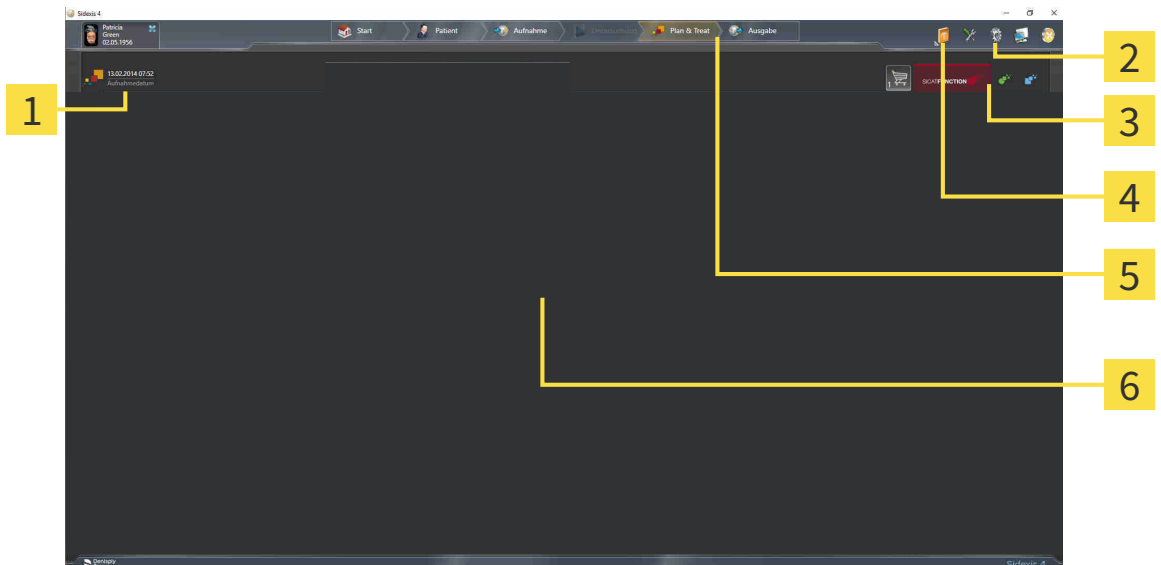 Sidexis 4
Patricia
Green
02.05.1956
Start
Patient
Aufnahme
Untersuchung
Plan & Treat
Ausgabe
13.02.2014 07:52
Aufnahmedatum
1
SICAT FUNCTION
1
2
3
4
5
6
Dentsply
Sidexis 4